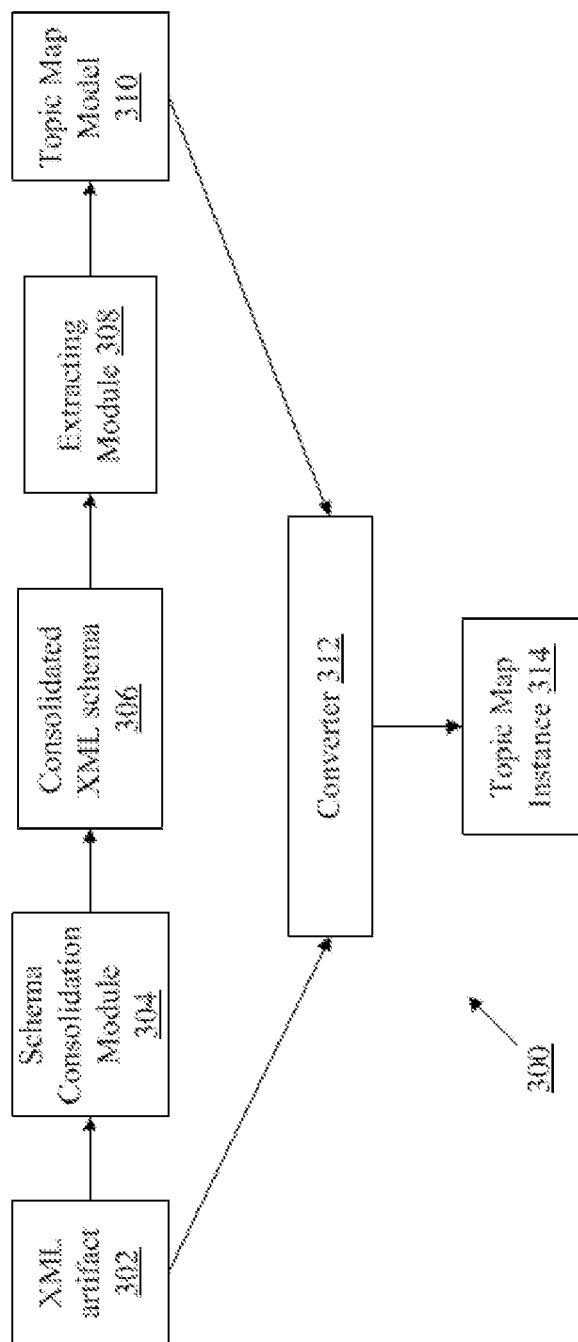 XML
artifact
302
Schema
Consolidation
Module
304
Consolidated
XML schema
306
Extracting
Module 308
Topic Map
Model
310
Converter 312
Topic Map
Instance 314
300